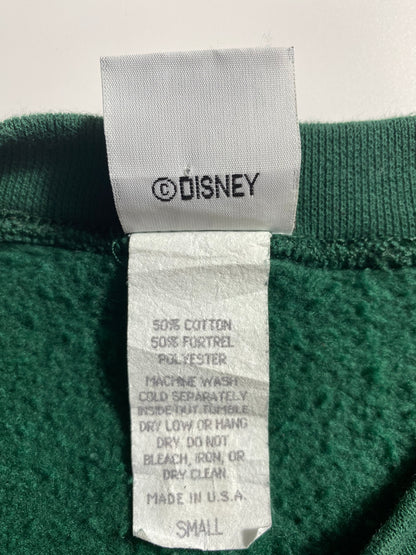 ©DISNEY
50% COTTON
50% FORTREL
POLYESTER
MACHINE WASH
COLD SEPARATELY
INSIDE OUT TUMBLE
DRY LOW OR HANG
DRY. DO NOT
BLEACH, IRON, OR
DRY CLEAN.
MADE IN U.S.A.
SMALL